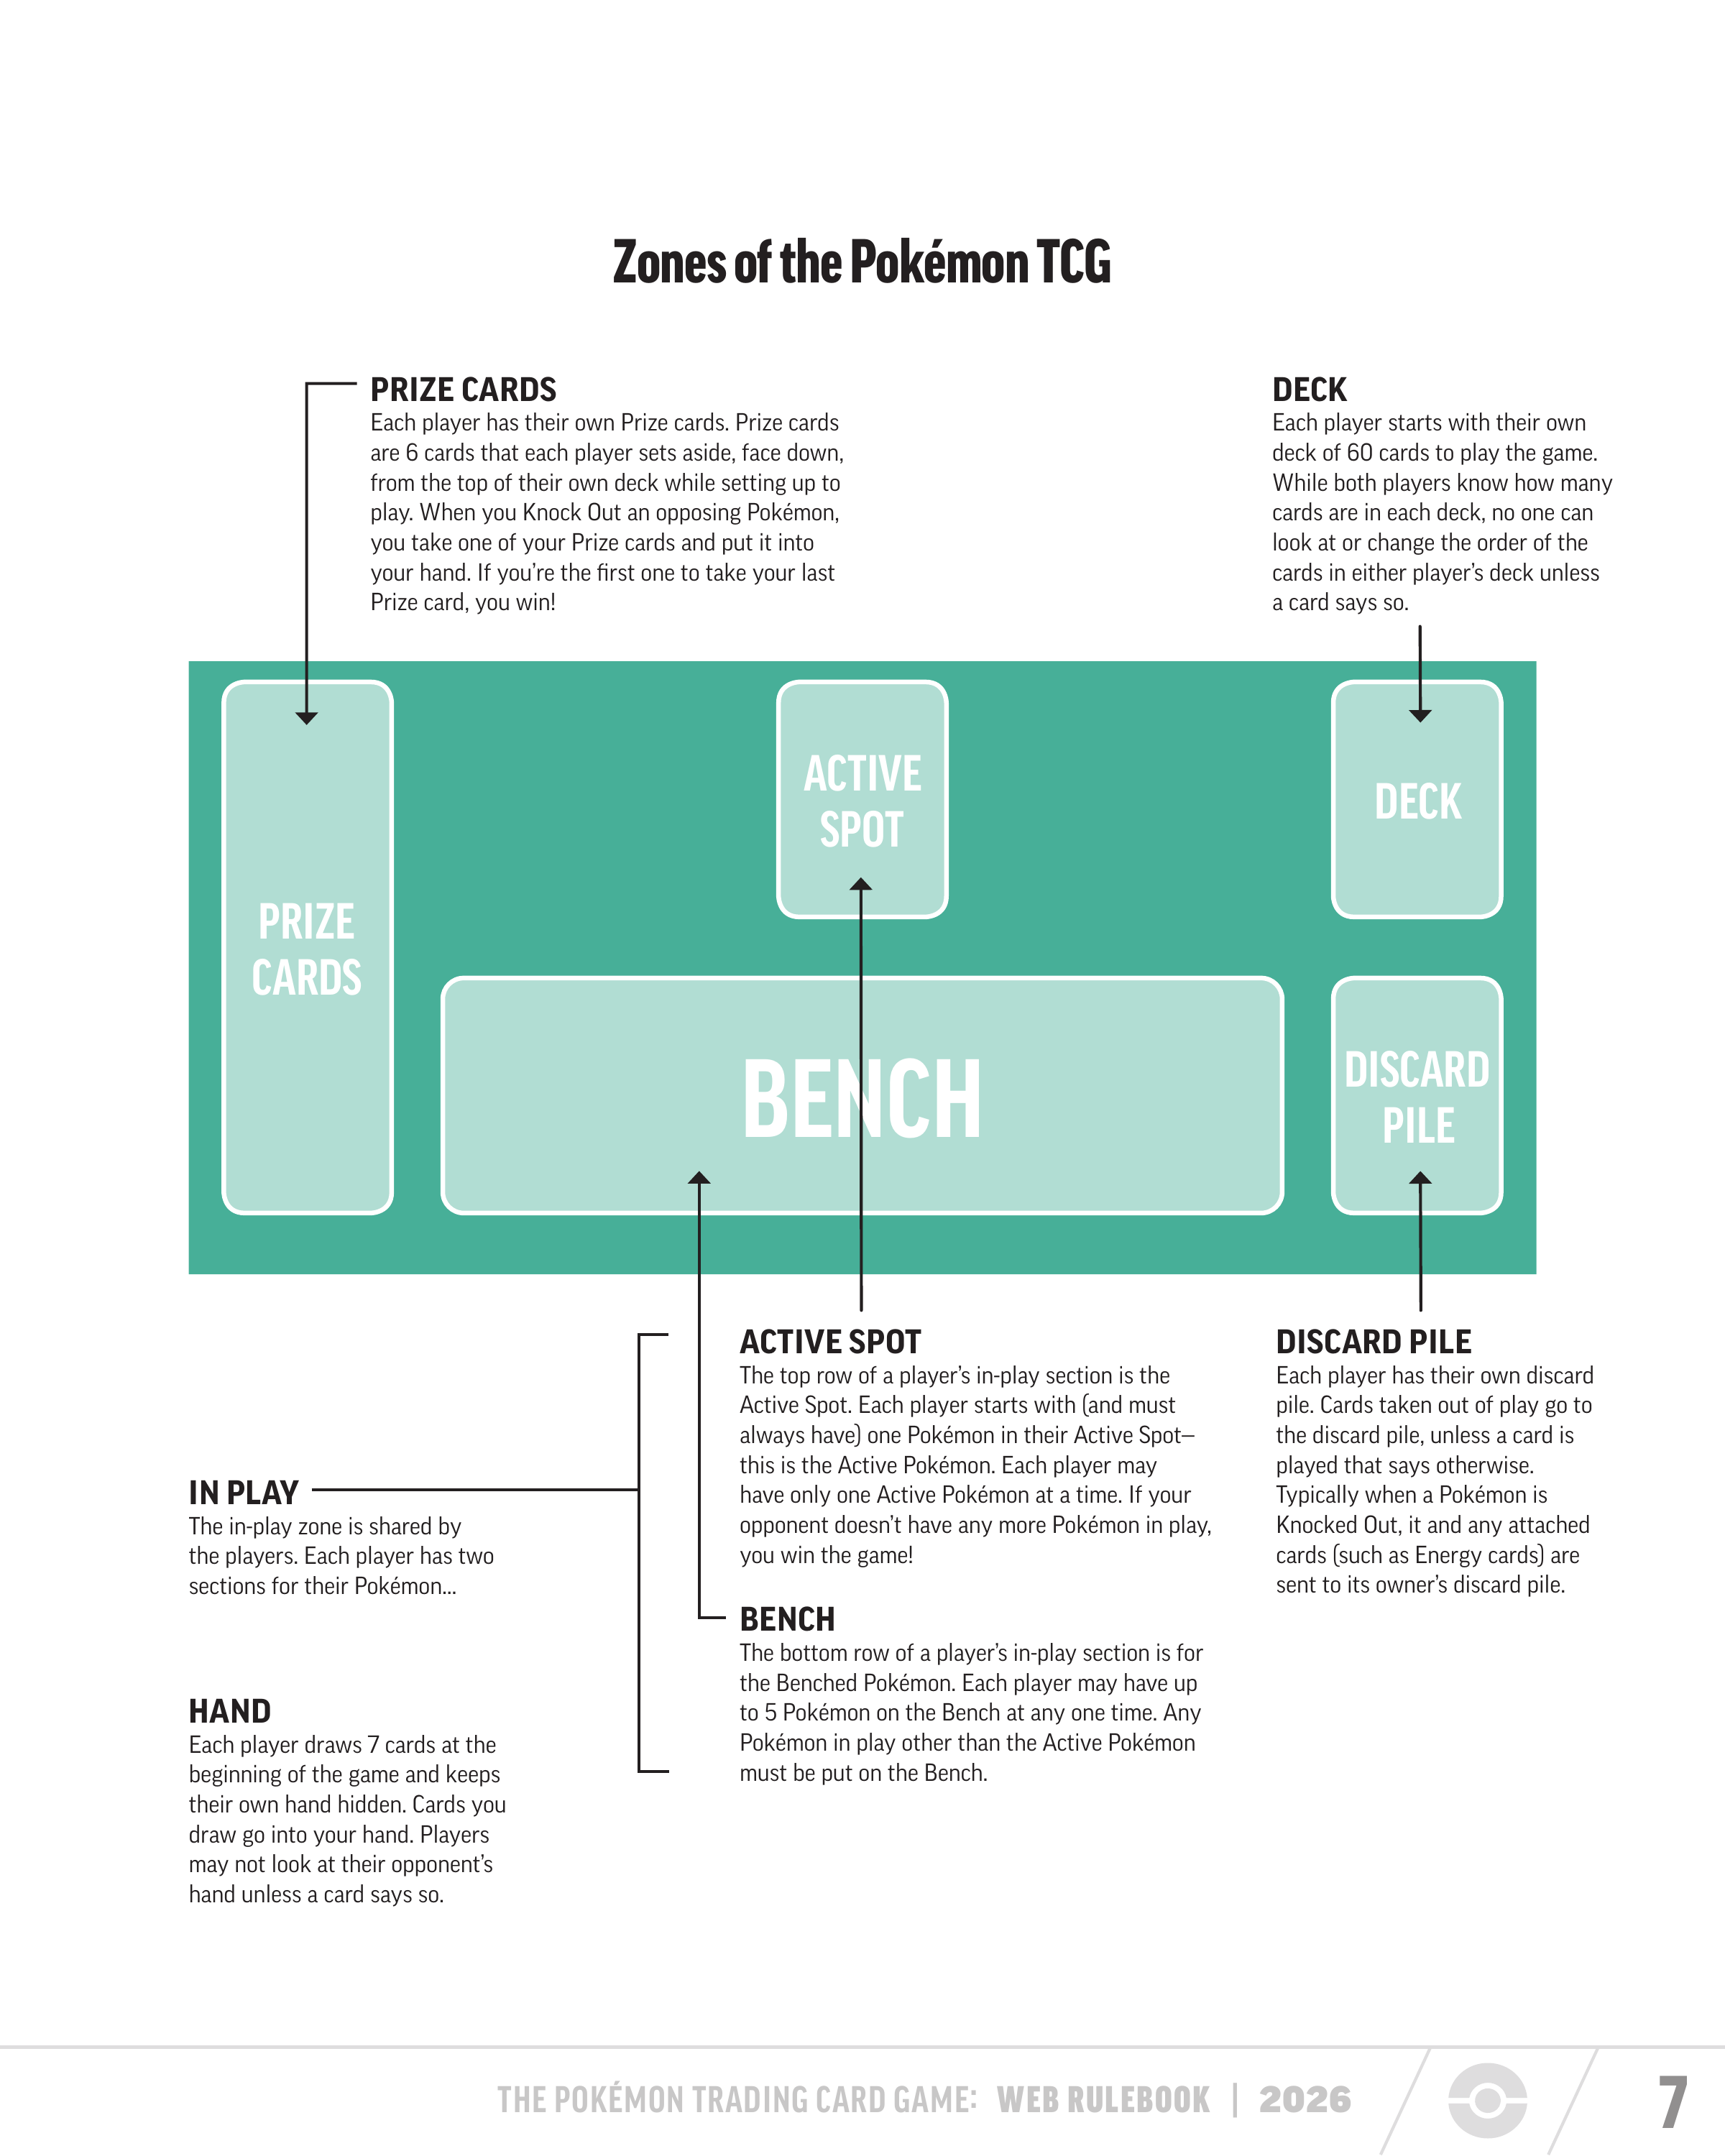 Zones of the Pokémon TCG
PRIZE CARDS
Each player has their own Prize cards. Prize cards
are 6 cards that each player sets aside, face down,
from the top of their own deck while setting up to
play. When you Knock Out an opposing Pokémon,
you take one of your Prize cards and put it into
your hand. If you’re the first one to take your last
Prize card, you win!
DECK
Each player starts with their own
deck of 60 cards to play the game.
While both players know how many
cards are in each deck, no one can
look at or change the order of the
cards in either player’s deck unless
a card says so.
PRIZE
CARDS
ACTIVE
SPOT
DECK
BENCH
DISCARD
PILE
IN PLAY
The in-play zone is shared by
the players. Each player has two
sections for their Pokémon...
HAND
Each player draws 7 cards at the
beginning of the game and keeps
their own hand hidden. Cards you
draw go into your hand. Players
may not look at their opponent’s
hand unless a card says so.
ACTIVE SPOT
The top row of a player’s in-play section is the
Active Spot. Each player starts with (and must
always have) one Pokémon in their Active Spot—
this is the Active Pokémon. Each player may
have only one Active Pokémon at a time. If your
opponent doesn’t have any more Pokémon in play,
you win the game!
BENCH
The bottom row of a player’s in-play section is for
the Benched Pokémon. Each player may have up
to 5 Pokémon on the Bench at any one time. Any
Pokémon in play other than the Active Pokémon
must be put on the Bench.
DISCARD PILE
Each player has their own discard
pile. Cards taken out of play go to
the discard pile, unless a card is
played that says otherwise.
Typically when a Pokémon is
Knocked Out, it and any attached
cards (such as Energy cards) are
sent to its owner’s discard pile.
THE POKÉMON TRADING CARD GAME: WEB RULEBOOK | 2026
7